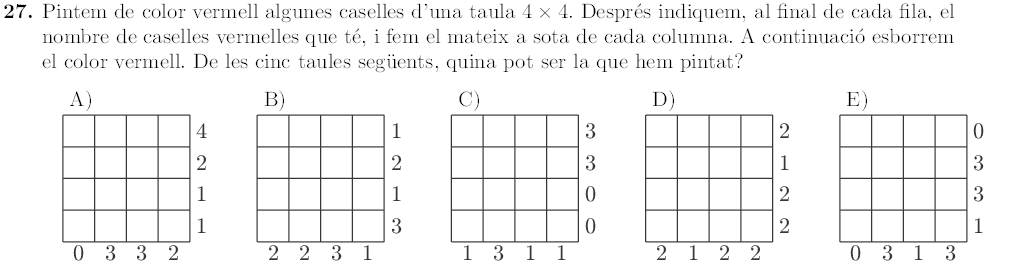 27. Pintem de color vermell algunes caselles d'una taula 4 × 4. Després indiquem, al final de cada fila, el
nombre de caselles vermelles que té, i fem el mateix a sota de cada columna. A continuació esborrem
el color vermell. De les cinc taules següents, quina pot ser la que hem pintat?
A) B) C) D) E)
4 1 3 2 0
2 2 3 1 3
1 1 0 2 3
1 3 0 2 1
0 3 3 2 2 2 3 1 1 3 1 1 2 1 2 2 0 3 1 3